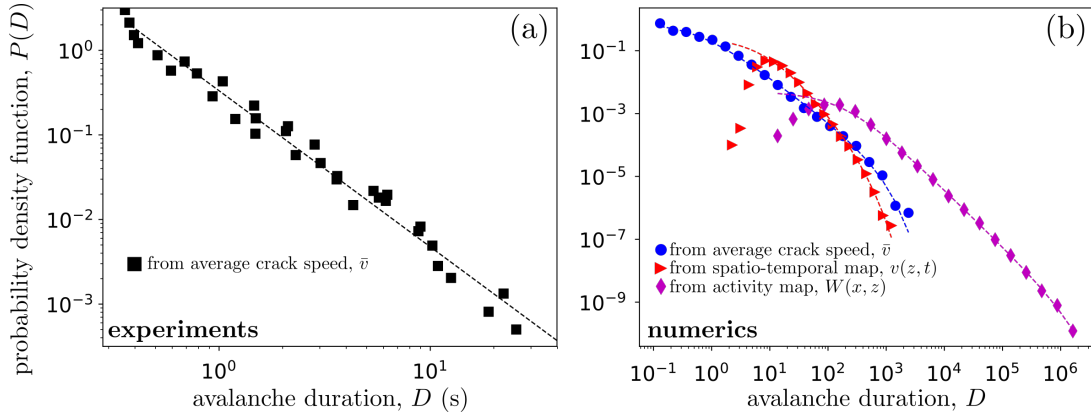 probability density function, P(D)
10^0
10^-1
10^-2
10^-3
(a)
from average crack speed, v̄
experiments
10^0
10^1
avalanche duration, D (s)
10^-1
10^-3
10^-5
10^-7
10^-9
(b)
from average crack speed, v̄
from spatio-temporal map, v(z, t)
from activity map, W(x, z)
numerics
10^-1 10^0 10^1 10^2 10^3 10^4 10^5 10^6
avalanche duration, D